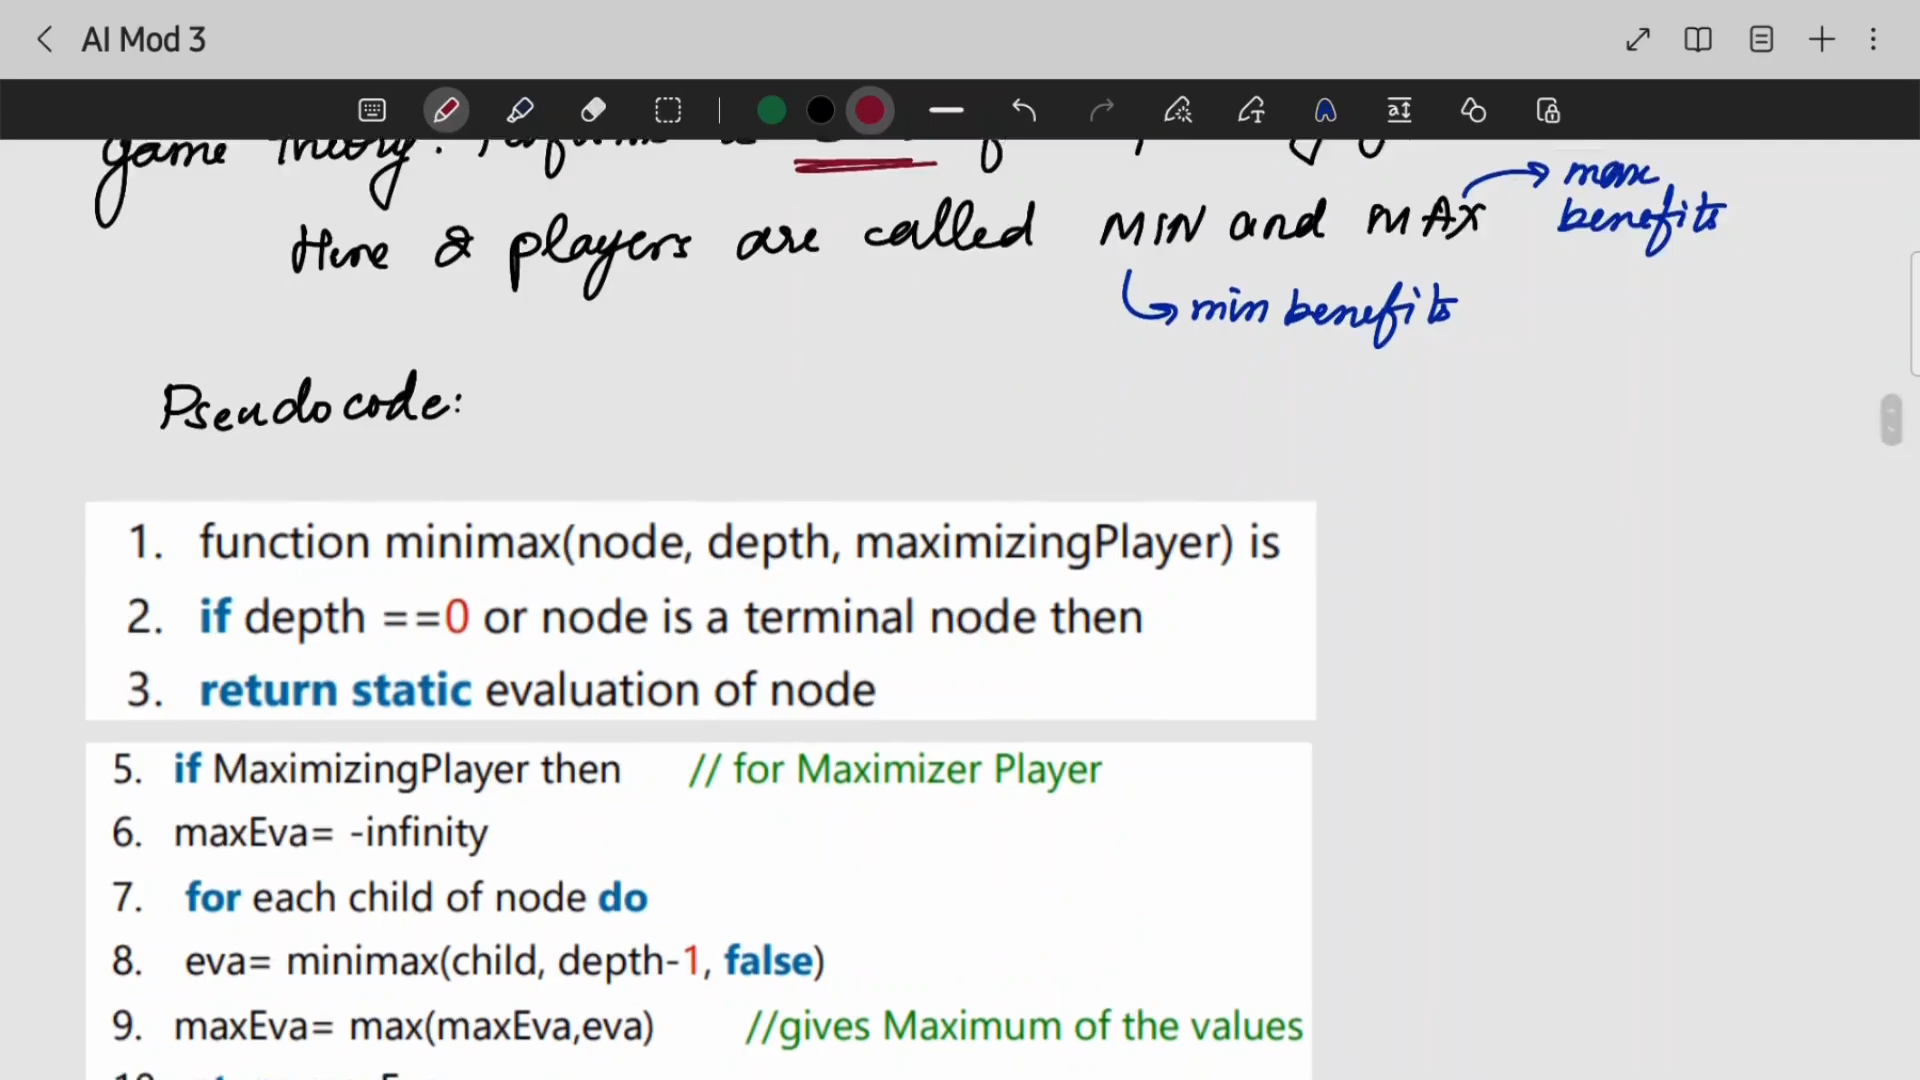 AI Mod 3
game theory.
max
Here 2 players are called MIN and MAX benefits
min benefits
Pseudocode:
1. function minimax(node, depth, maximizingPlayer) is
2. if depth ==0 or node is a terminal node then
3. return static evaluation of node
5. if MaximizingPlayer then // for Maximizer Player
6. maxEva= -infinity
7. for each child of node do
8. eva= minimax(child, depth-1, false)
9. maxEva= max(maxEva,eva) //gives Maximum of the values